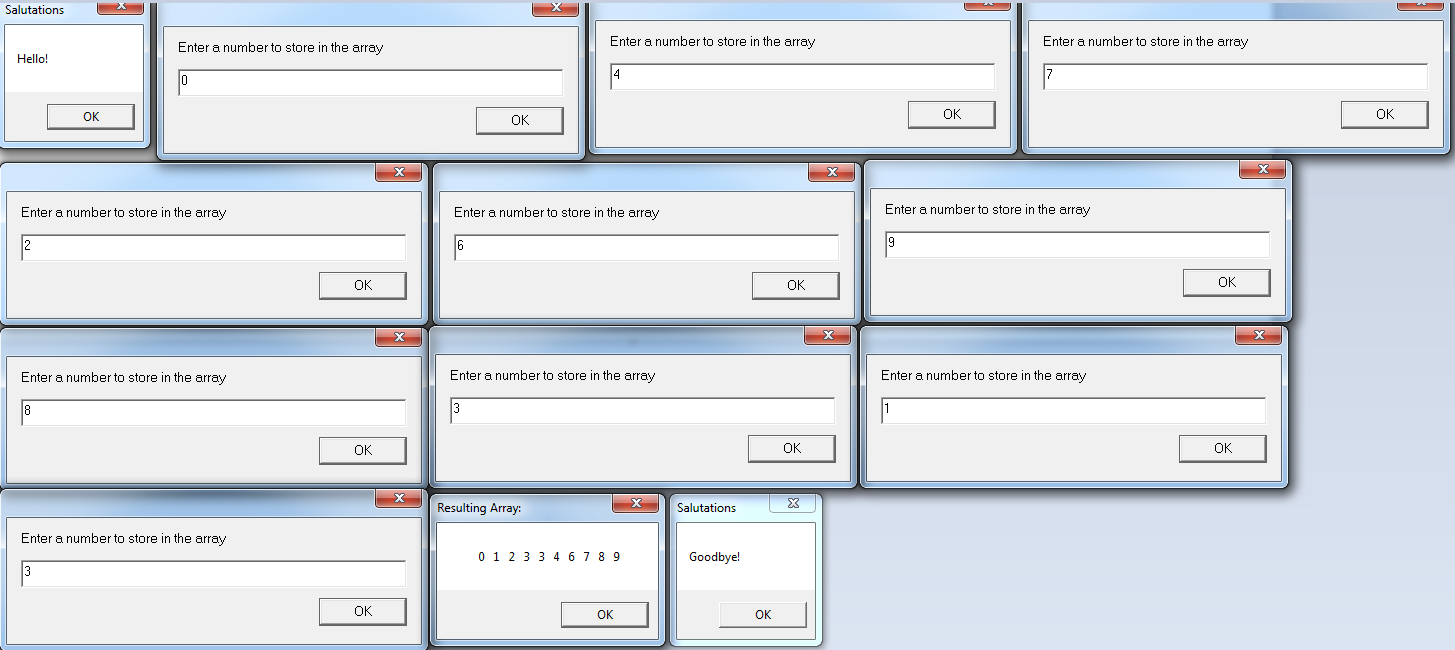 Salutations
Hello!
OK
Enter a number to store in the array
0
OK
Enter a number to store in the array
4
OK
Enter a number to store in the array
7
OK
Enter a number to store in the array
2
OK
Enter a number to store in the array
6
OK
Enter a number to store in the array
9
OK
Enter a number to store in the array
8
OK
Enter a number to store in the array
3
OK
Enter a number to store in the array
1
OK
Enter a number to store in the array
3
OK
Resulting Array:
0 1 2 3 3 4 6 7 8 9
OK
Salutations
Goodbye!
OK